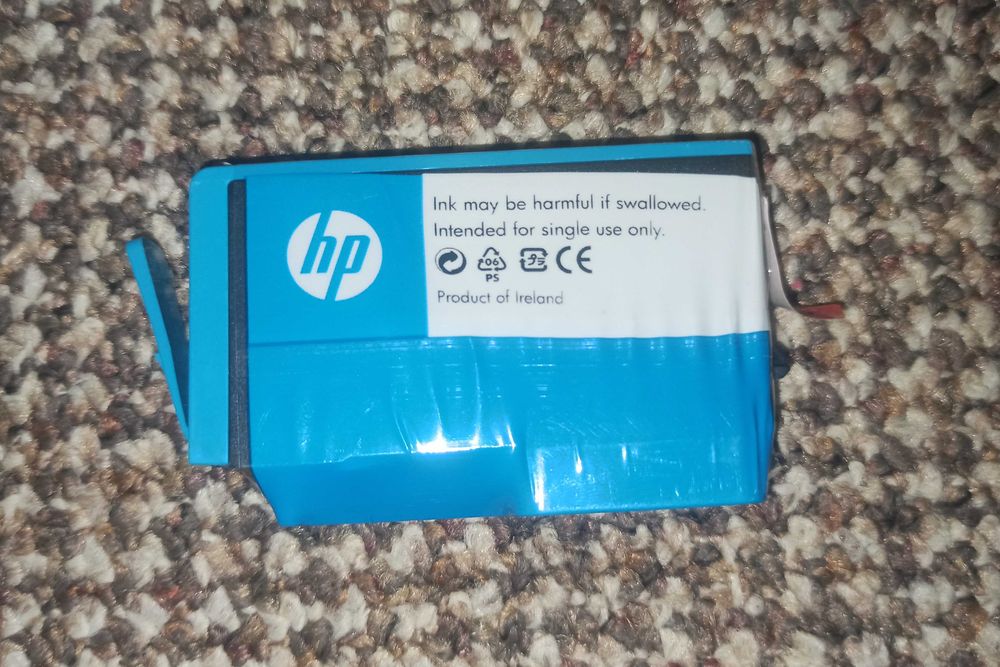 hp
Ink may be harmful if swallowed.
Intended for single use only.
06
PS
CE
Product of Ireland